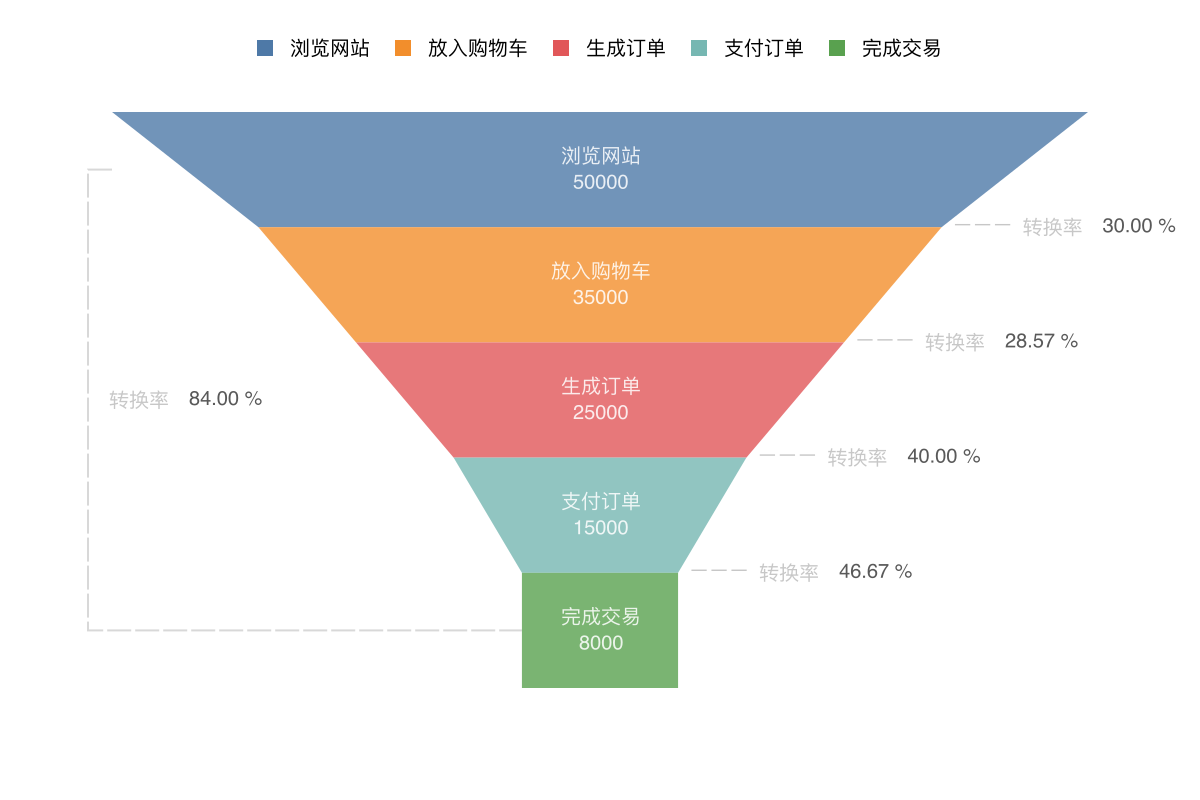 浏览网站 放入购物车 生成订单 支付订单 完成交易
浏览网站
50000
转换率 30.00 %
放入购物车
35000
转换率 28.57 %
生成订单
25000
转换率 84.00 %
转换率 40.00 %
支付订单
15000
转换率 46.67 %
完成交易
8000